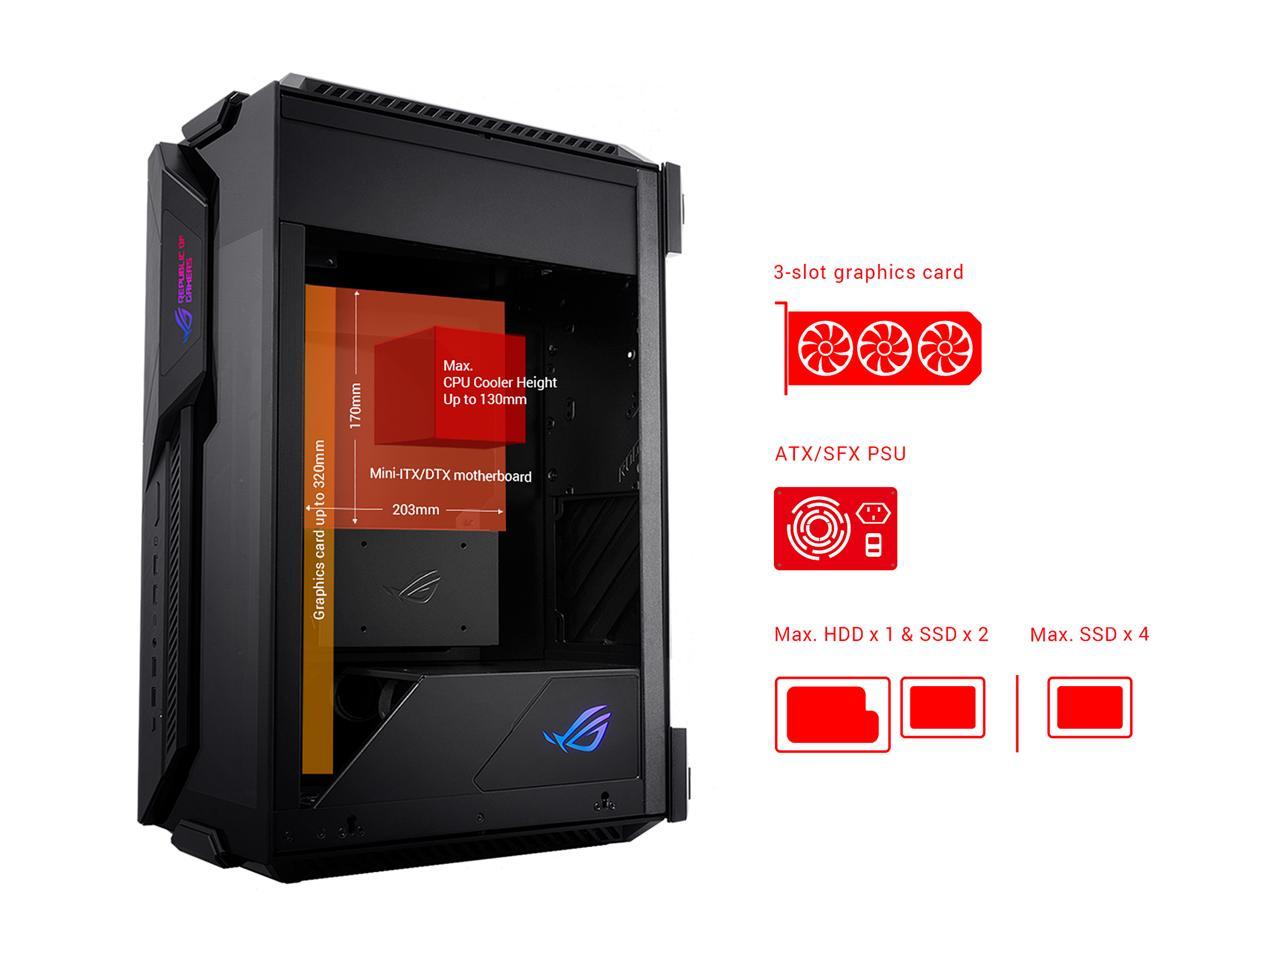 REPUBLIC OF
GAMERS
Max.
CPU Cooler Height
Up to 130mm
170mm
Mini-ITX/DTX motherboard
203mm
Graphics card up to 320mm
3-slot graphics card
ATX/SFX PSU
Max. HDD x 1 & SSD x 2
Max. SSD x 4